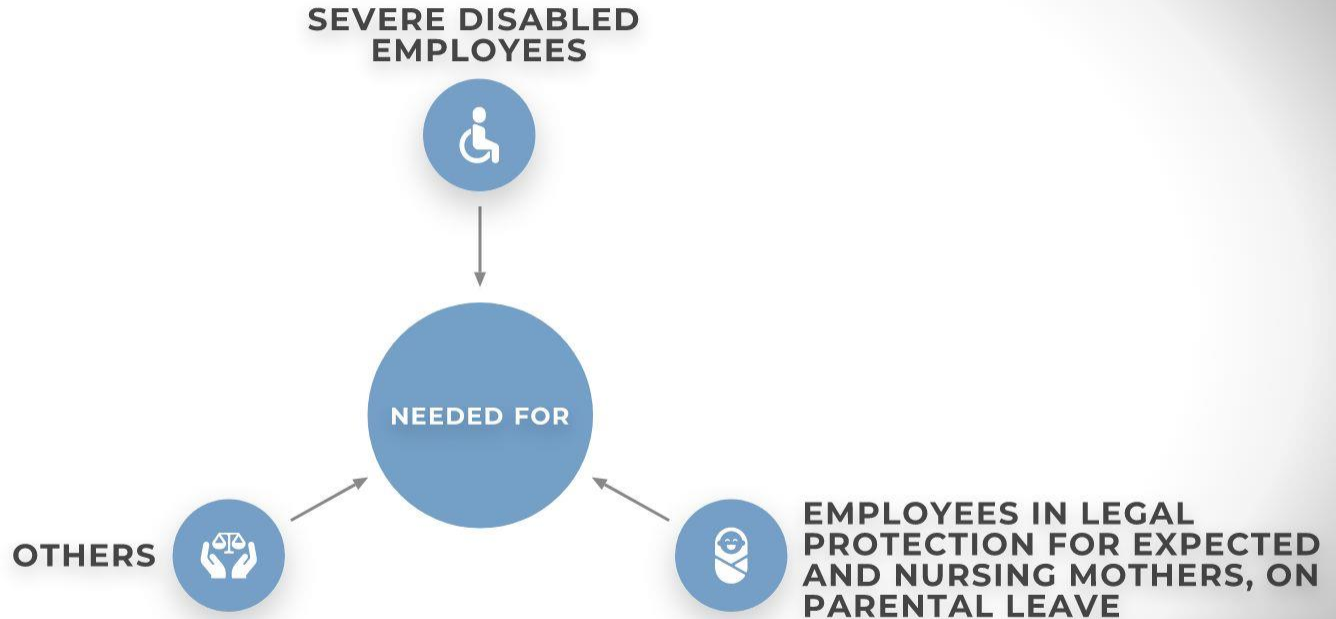 SEVERE DISABLED
EMPLOYEES
NEEDED FOR
OTHERS
EMPLOYEES IN LEGAL
PROTECTION FOR EXPECTED
AND NURSING MOTHERS, ON
PARENTAL LEAVE